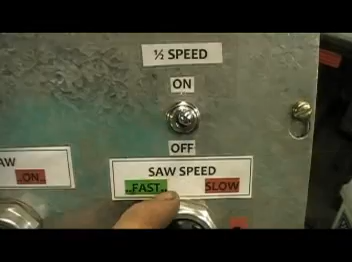 ½ SPEED
ON
OFF
SAW SPEED
..FAST.. SLOW
AW
..ON..